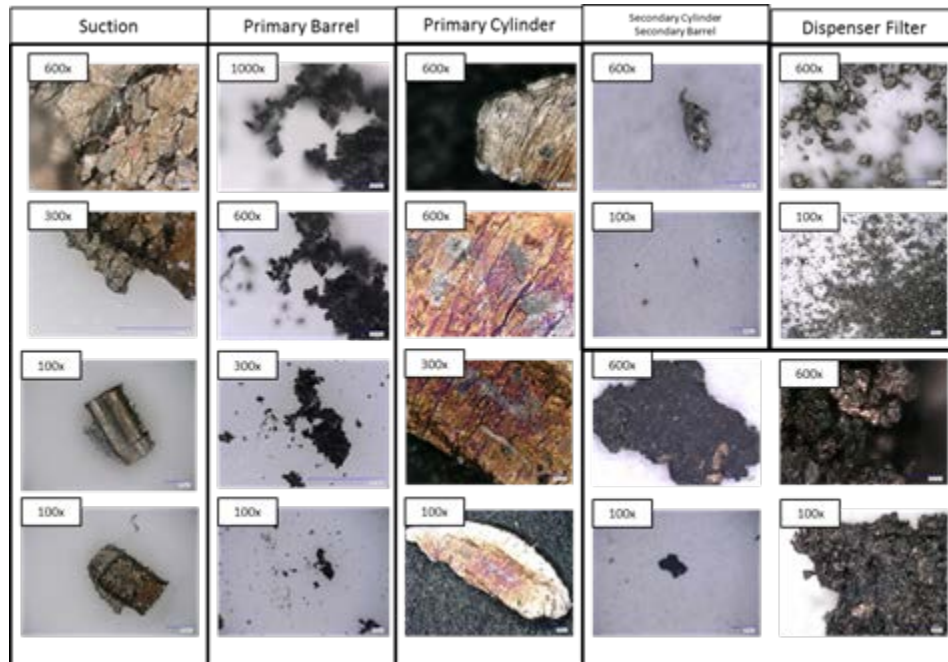 Suction
Primary Barrel
Primary Cylinder
Secondary Cylinder
Secondary Barrel
Dispenser Filter
600x
1000x
600x
600x
600x
300x
600x
600x
100x
100x
100x
300x
300x
600x
600x
100x
100x
100x
100x
100x